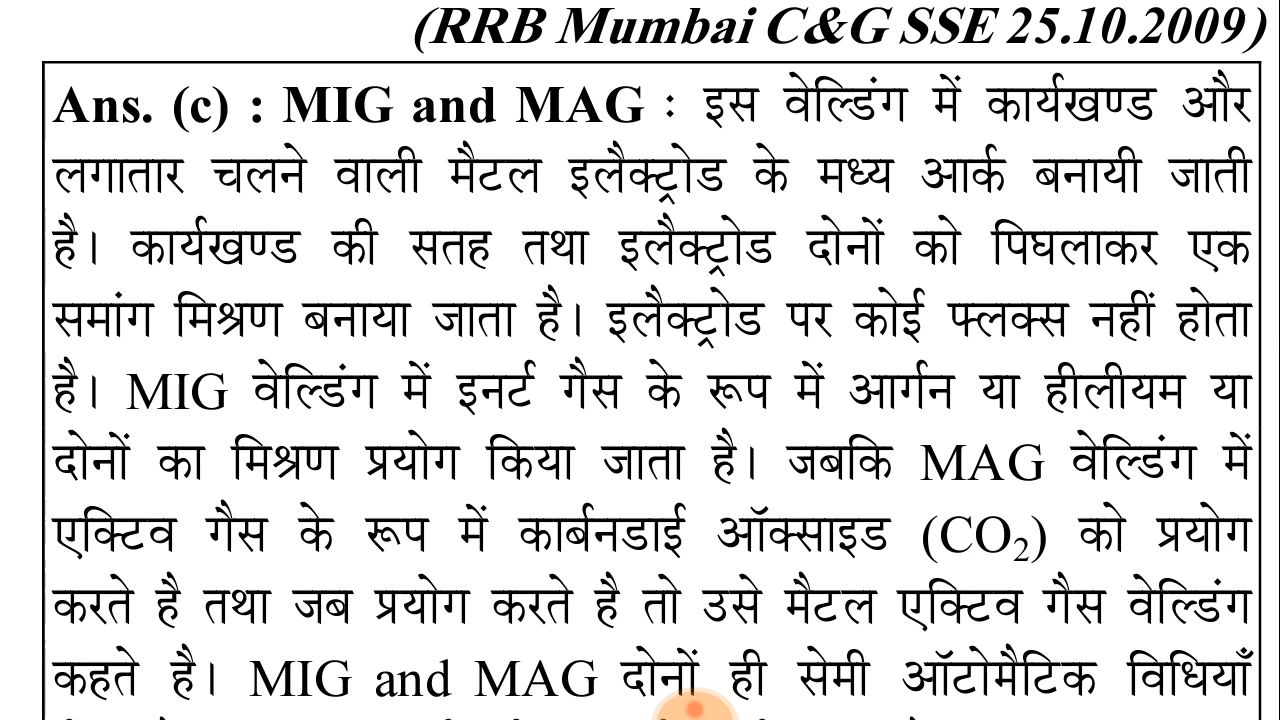 (RRB Mumbai C&G SSE 25.10.2009)
Ans. (c) : MIG and MAG : इस वेल्डिंग में कार्यखण्ड और
लगातार चलने वाली मैटल इलैक्ट्रोड के मध्य आर्क बनायी जाती
है। कार्यखण्ड की सतह तथा इलैक्ट्रोड दोनों को पिघलाकर एक
समांग मिश्रण बनाया जाता है। इलैक्ट्रोड पर कोई फ्लक्स नहीं होता
है। MIG वेल्डिंग में इनर्ट गैस के रूप में आर्गन या हीलीयम या
दोनों का मिश्रण प्रयोग किया जाता है। जबकि MAG वेल्डिंग में
एक्टिव गैस के रूप में कार्बनडाई ऑक्साइड (CO₂) को प्रयोग
करते है तथा जब प्रयोग करते है तो उसे मैटल एक्टिव गैस वेल्डिंग
कहते है। MIG and MAG दोनों ही सेमी ऑटोमैटिक विधियाँ